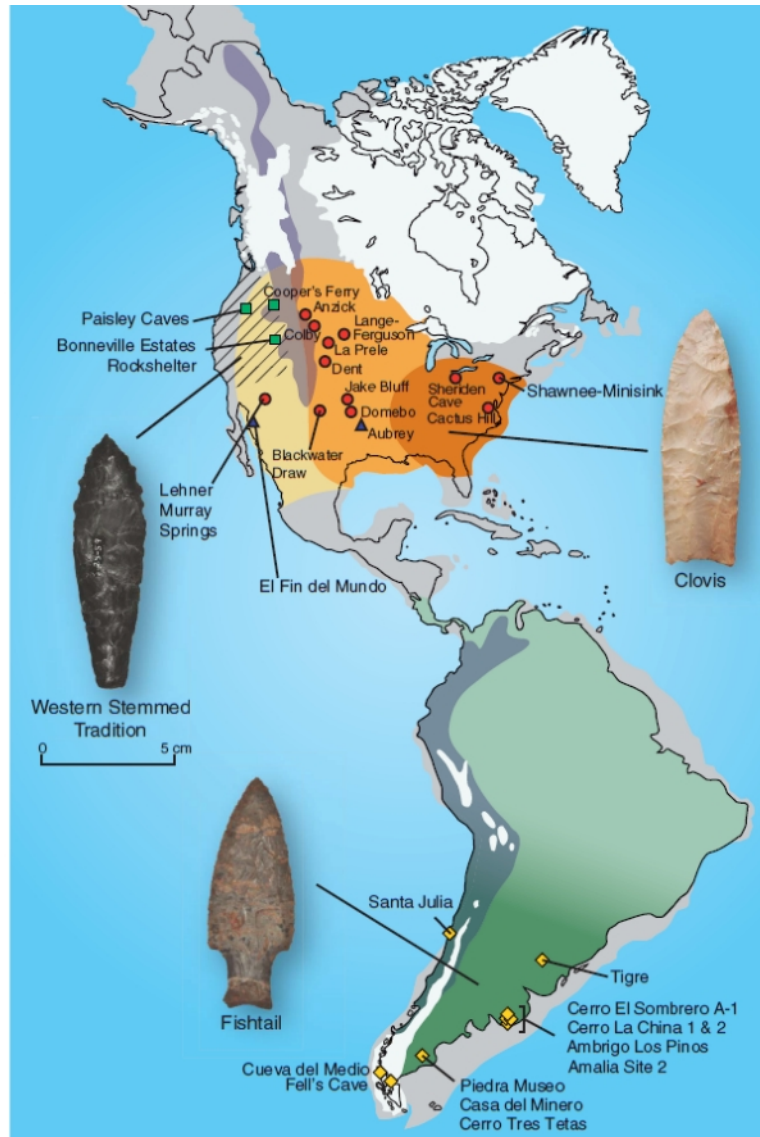 Cooper's Ferry
Anzick
Paisley Caves
Lange-
Ferguson
Colby
Bonneville Estates
Rockshelter
La Prele
Dent
Jake Bluff
Sheriden
Cave
Shawnee-Minisink
Domebo
Cactus Hill
Aubrey
Blackwater
Draw
Lehner
Murray
Springs
El Fin del Mundo
Clovis
Western Stemmed
Tradition
0 5 cm
Santa Julia
Tigre
Fishtail
Cerro El Sombrero A-1
Cerro La China 1 & 2
Ambrigo Los Pinos
Amalia Site 2
Cueva del Medio
Fell's Cave
Piedra Museo
Casa del Minero
Cerro Tres Tetas